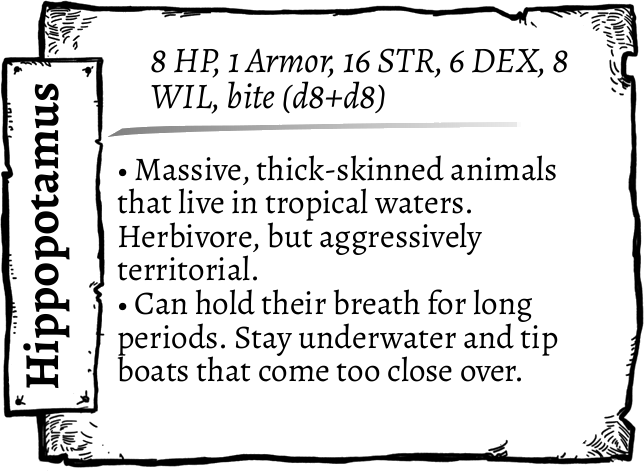 Hippopotamus
8 HP, 1 Armor, 16 STR, 6 DEX, 8
WIL, bite (d8+d8)
• Massive, thick-skinned animals
that live in tropical waters.
Herbivore, but aggressively
territorial.
• Can hold their breath for long
periods. Stay underwater and tip
boats that come too close over.